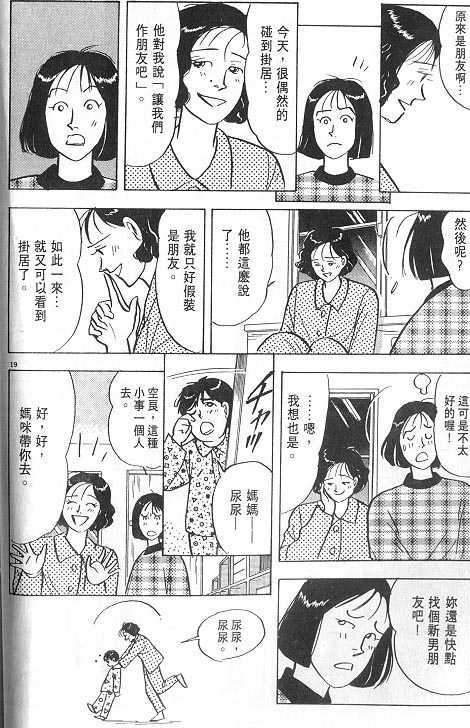 原來是
朋友啊…
今天，很偶然的
碰到掛居…
他對我說「讓我們
作朋友吧」。
然後呢？
他都這麼說
了……
我就只好假裝
是朋友。
如此一來…
就又可以看到
掛居了。
19
這可是不太
好的喔！
……嗯，
我想也是。
妳還是快點
找個新男朋
友吧！
チャッ
媽媽——
尿尿——
空良，這種
小事一個人
去。
好，好，
媽咪帶你去。
尿尿，
尿尿。